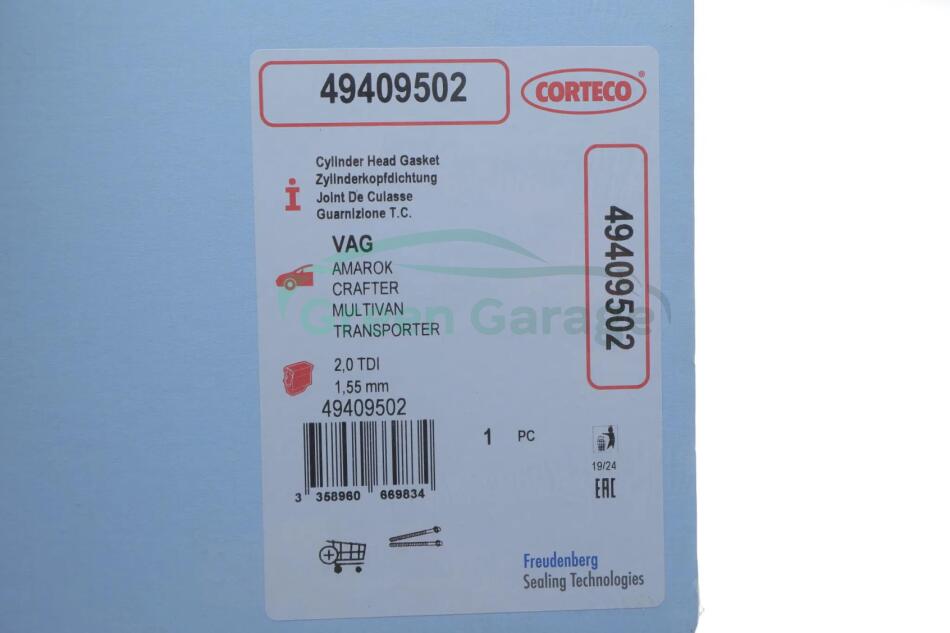 49409502
CORTECO®
Cylinder Head Gasket
Zylinderkopfdichtung
Joint De Culasse
Guarnizione T.C.
VAG
AMAROK
CRAFTER
MULTIVAN
TRANSPORTER
Green Garage
49409502
2,0 TDI
1,55 mm
49409502
3 358960 669834
1 PC
19/24
EAC
Freudenberg
Sealing Technologies